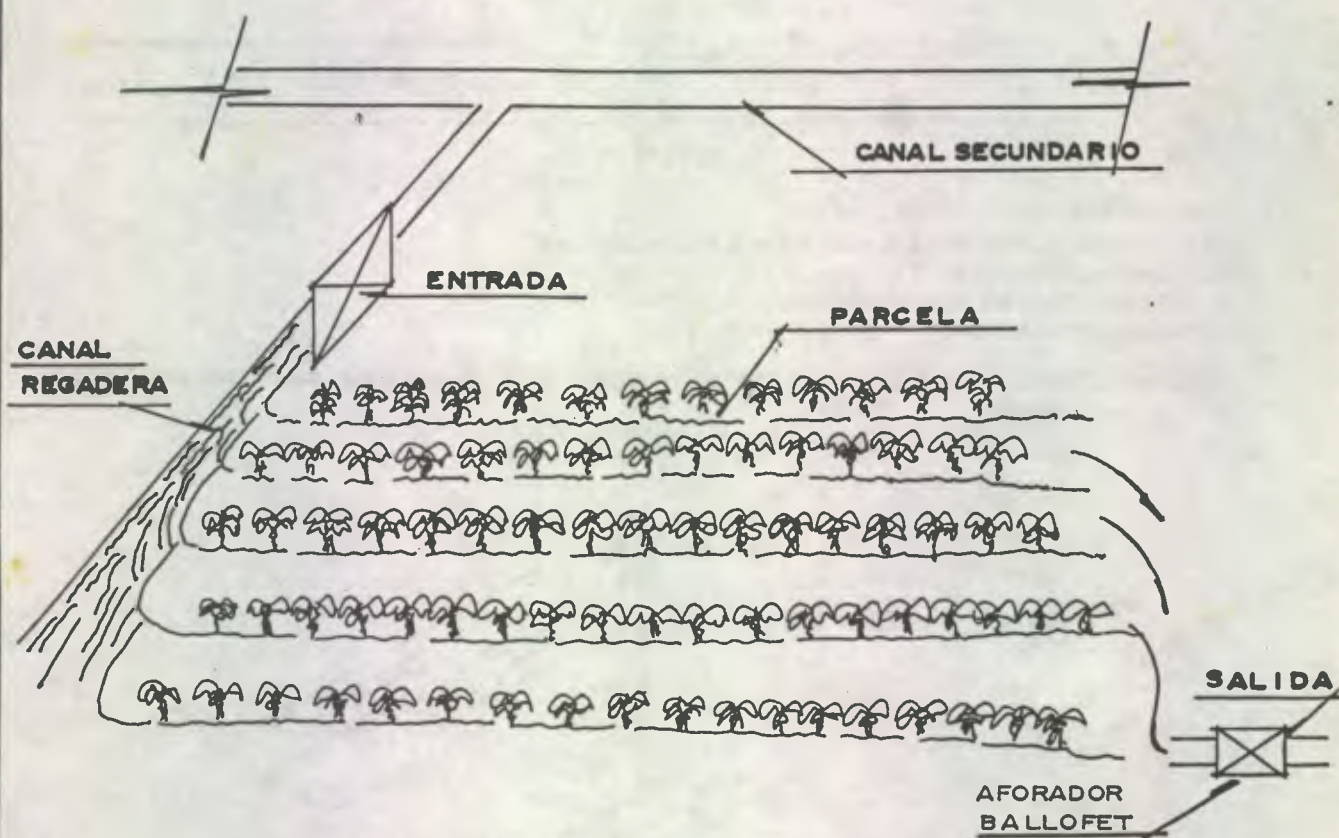 CANAL SECUNDARIO
ENTRADA
PARCELA
CANAL
REGADERA
SALIDA
AFORADOR
BALLOFET